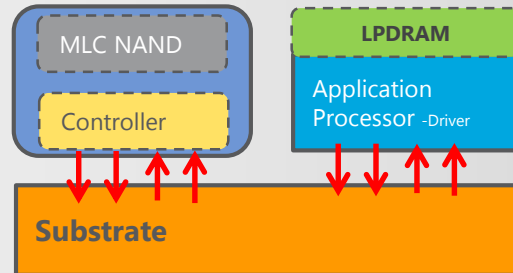 MLC NAND
Controller
LPDRAM
Application
Processor -Driver
Substrate